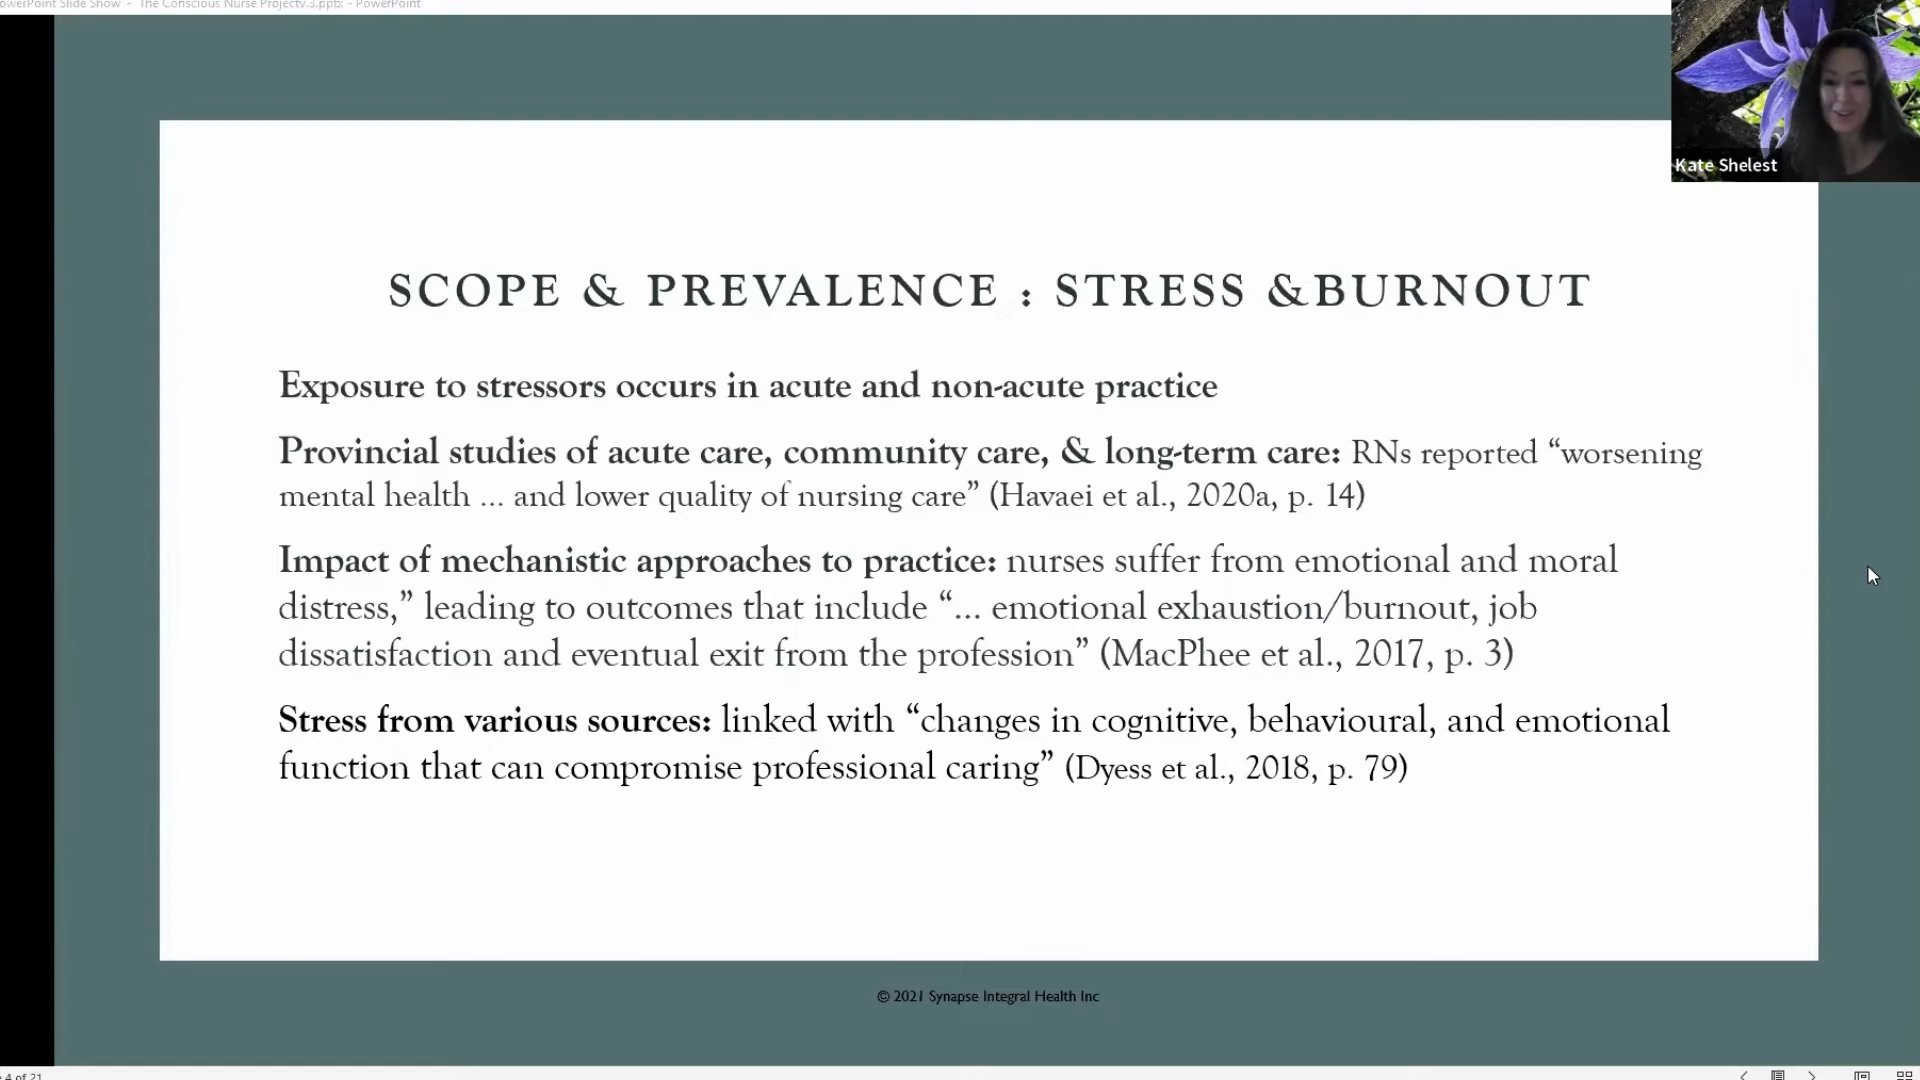 owerPoint Slide Show - The Conscious Nurse Projectv.3.pptx - PowerPoint
Kate Shelest
SCOPE & PREVALENCE : STRESS &BURNOUT
Exposure to stressors occurs in acute and non-acute practice
Provincial studies of acute care, community care, & long-term care: RNs reported “worsening
mental health ... and lower quality of nursing care” (Havaei et al., 2020a, p. 14)
Impact of mechanistic approaches to practice: nurses suffer from emotional and moral
distress,” leading to outcomes that include “... emotional exhaustion/burnout, job
dissatisfaction and eventual exit from the profession” (MacPhee et al., 2017, p. 3)
Stress from various sources: linked with “changes in cognitive, behavioural, and emotional
function that can compromise professional caring” (Dyess et al., 2018, p. 79)
© 2021 Synapse Integral Health Inc
4 of 21